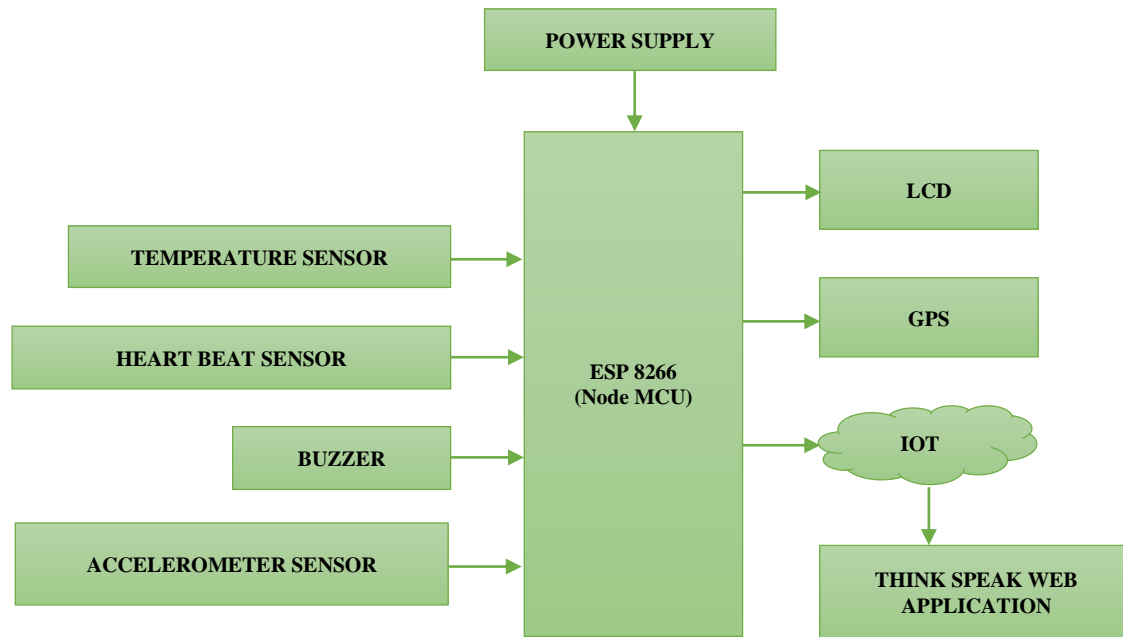 POWER SUPPLY
LCD
TEMPERATURE SENSOR
GPS
HEART BEAT SENSOR
ESP 8266
(Node MCU)
IOT
BUZZER
ACCELEROMETER SENSOR
THINK SPEAK WEB
APPLICATION